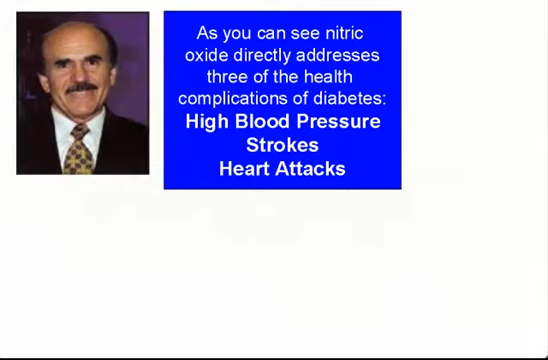 As you can see nitric
oxide directly addresses
three of the health
complications of diabetes:
High Blood Pressure
Strokes
Heart Attacks